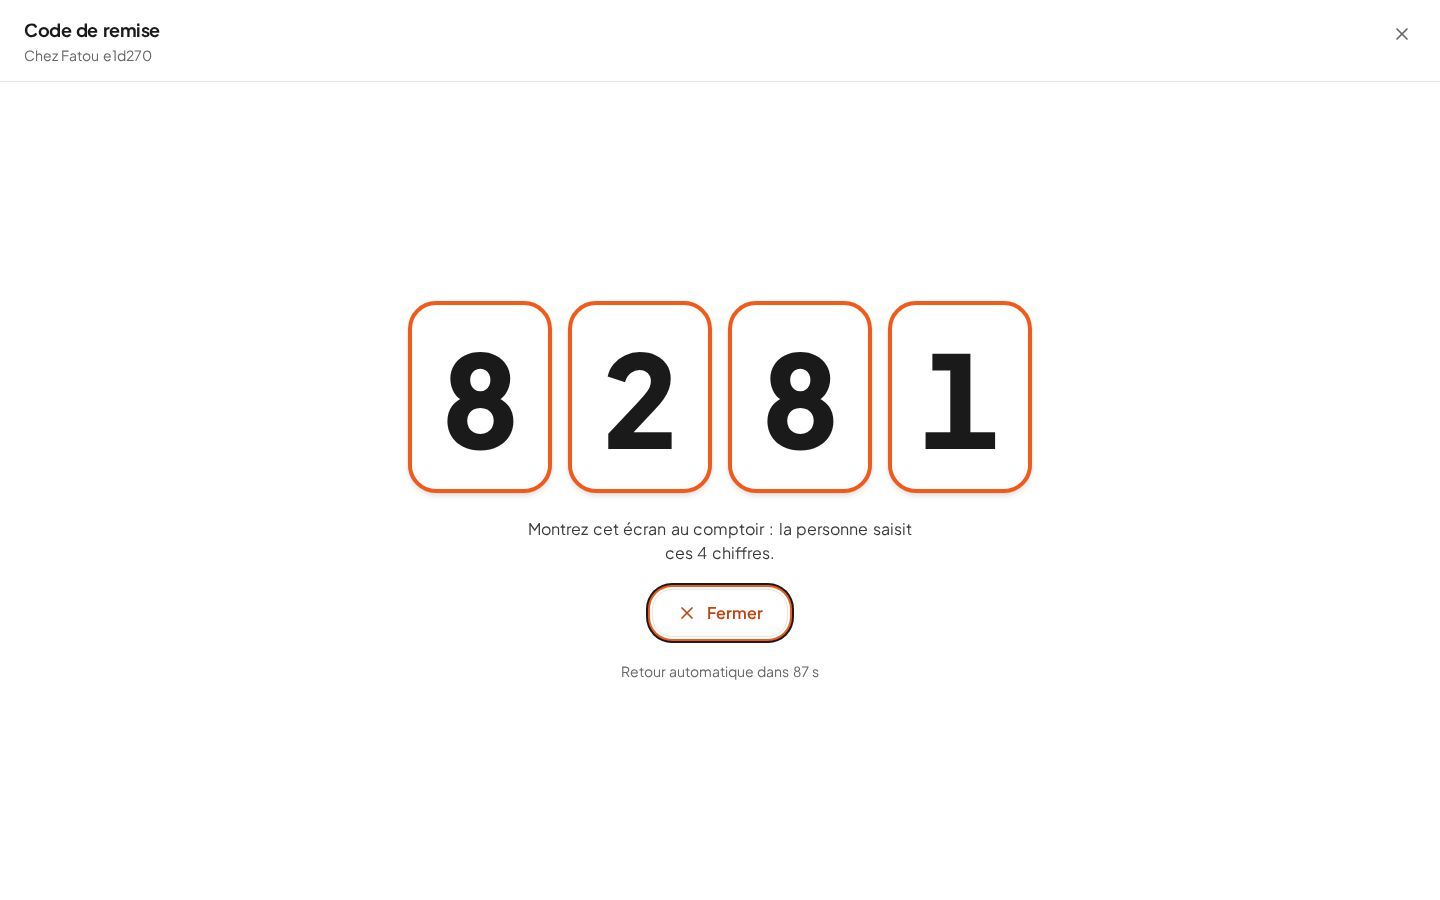 Code de remise
Chez Fatou e1d270
8 2 8 1
Montrez cet écran au comptoir : la personne saisit
ces 4 chiffres.
Fermer
Retour automatique dans 87 s